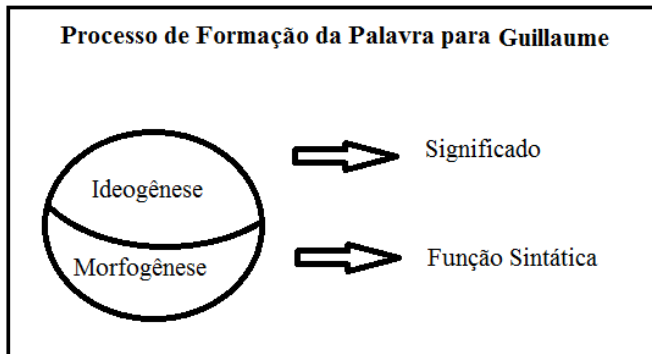 Processo de Formação da Palavra para Guillaume
Ideogênese
Significado
Morfogênese
Função Sintática